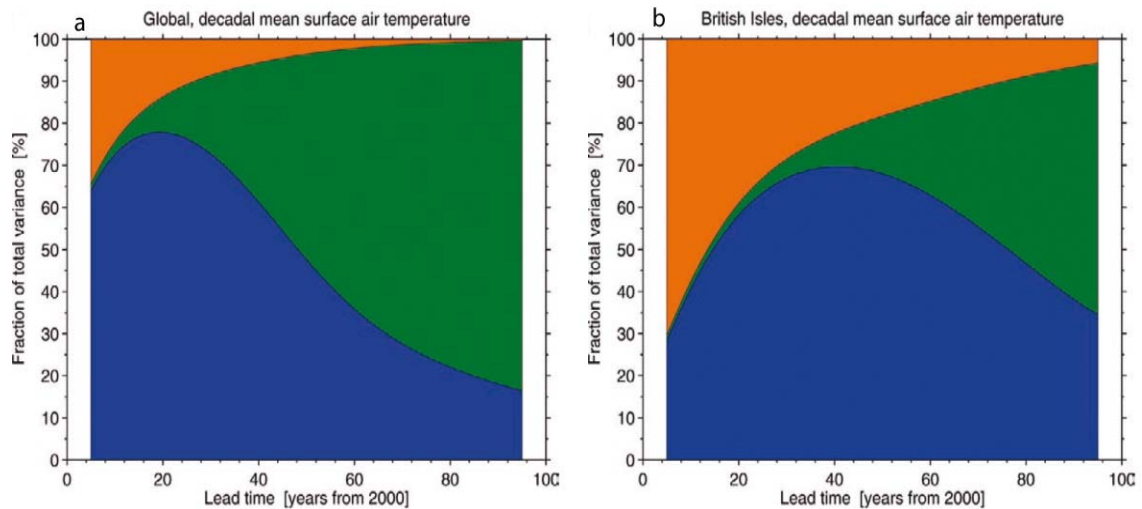 a
Global, decadal mean surface air temperature
100
90
80
70
60
50
40
30
20
10
0
Fraction of total variance [%]
0 20 40 60 80 100
Lead time [years from 2000]
b
British Isles, decadal mean surface air temperature
100
90
80
70
60
50
40
30
20
10
0
Fraction of total variance [%]
0 20 40 60 80 100
Lead time [years from 2000]